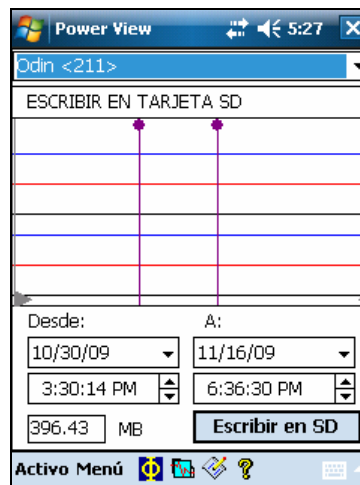 Power View 5:27
Odin <211>
ESCRIBIR EN TARJETA SD
Desde: A:
10/30/09 11/16/09
3:30:14 PM 6:36:30 PM
396.43 MB Escribir en SD
Activo Menú